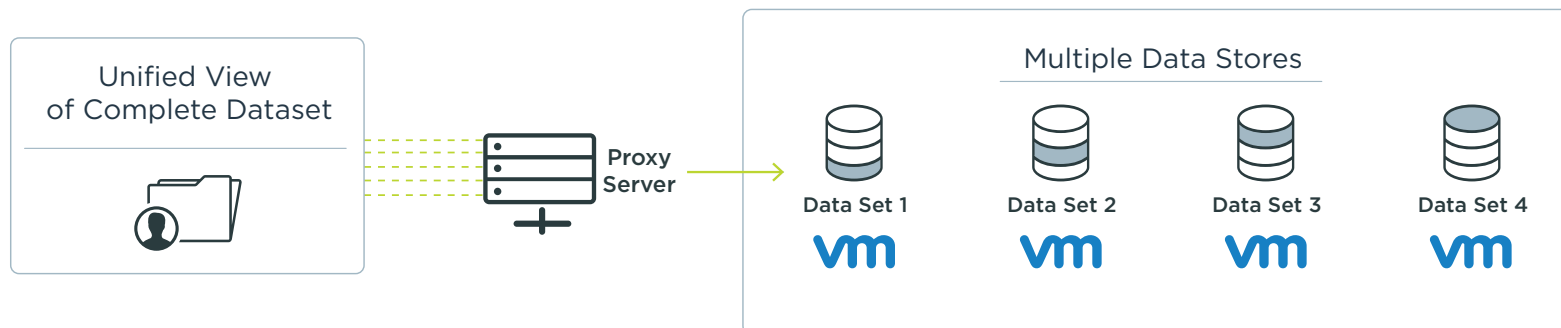 Unified View
of Complete Dataset
Proxy
Server
Multiple Data Stores
Data Set 1
Data Set 2
Data Set 3
Data Set 4
vm
vm
vm
vm